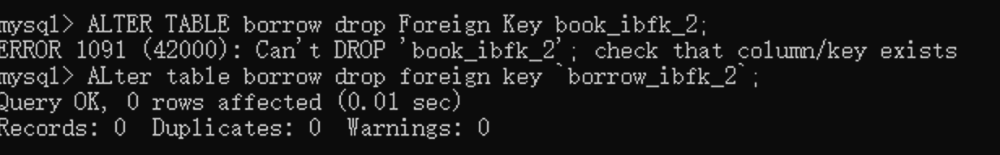 mysql> ALTER TABLE borrow drop Foreign Key book_ibfk_2;
ERROR 1091 (42000): Can't DROP 'book_ibfk_2'; check that column/key exists
mysql> ALter table borrow drop foreign key `borrow_ibfk_2`;
Query OK, 0 rows affected (0.01 sec)
Records: 0  Duplicates: 0  Warnings: 0